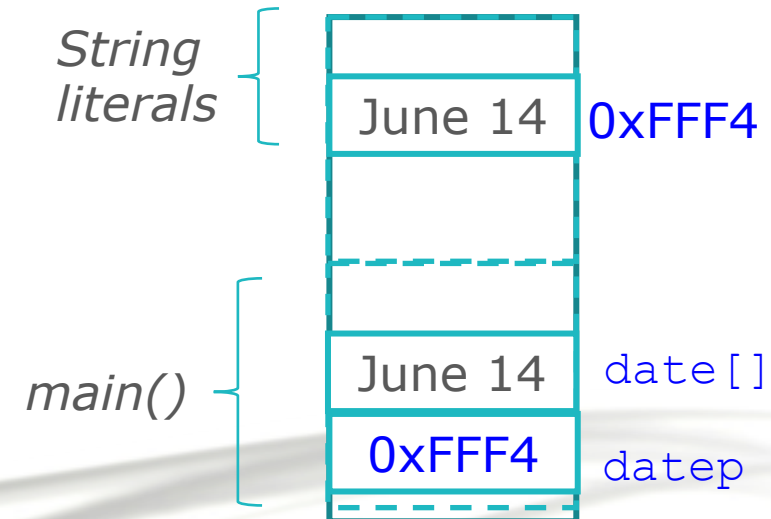 String
literals
June 14 0xFFF4
main()
June 14 date[]
0xFFF4 datep